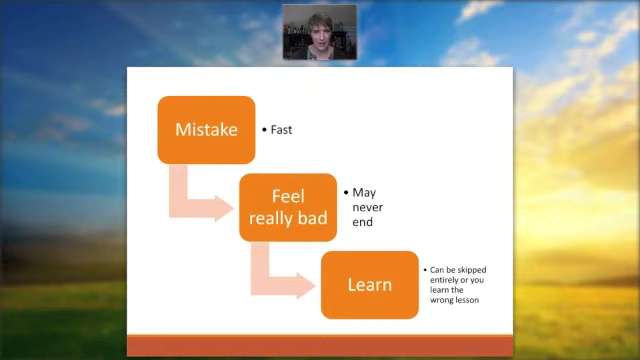 Mistake
• Fast
Feel
really bad
• May
never
end
Learn
• Can be skipped
entirely or you
learn the
wrong lesson